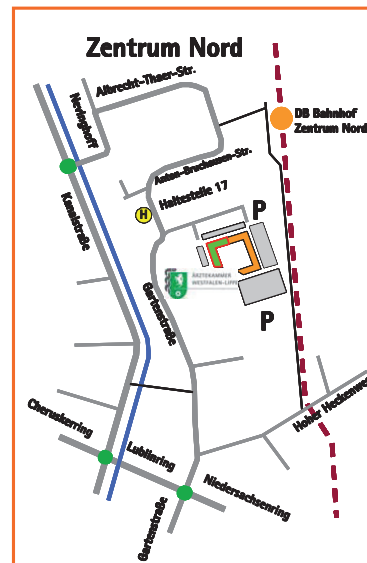 Zentrum Nord
Albrecht-Thaer-Str.
Nevinghoff
DB Bahnhof
Zentrum Nord
Anton-Bruchausen-Str.
Haltestelle 17
H
Kanalstraße
P
ÄRZTEKAMMER
WESTFALEN-LIPPE
Gartenstraße
P
Hoher Heckenweg
Cheruskerring
Lublinring
Niedersachsenring
Gartenstraße